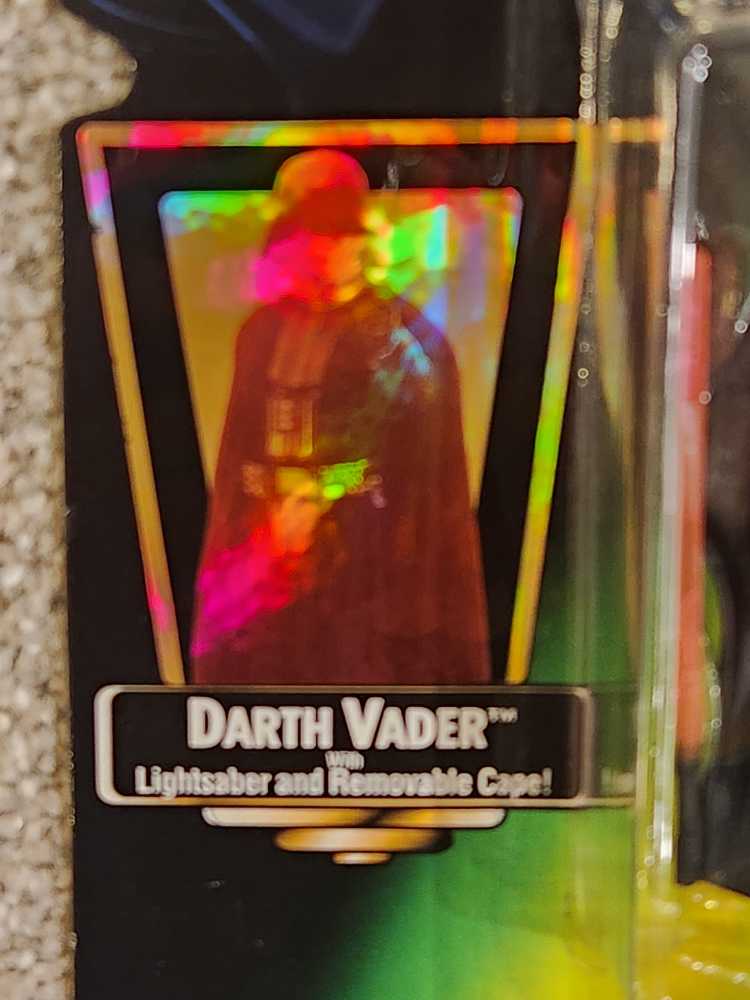 DARTH VADER™
With
Lightsaber and Removable Cape!